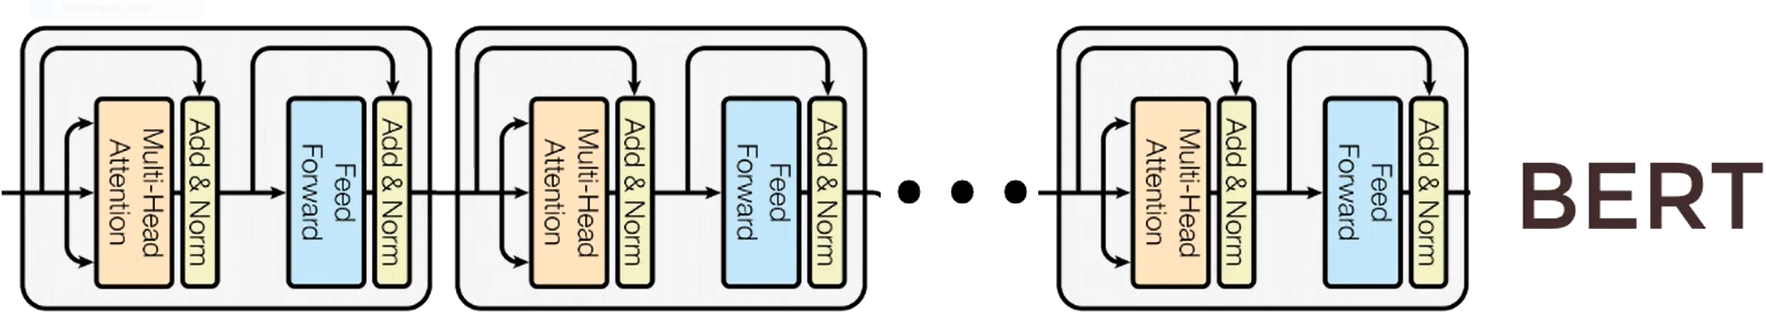 Rectangular Snip
Multi-Head
Attention
Add & Norm
Feed
Forward
Add & Norm
Multi-Head
Attention
Add & Norm
Feed
Forward
Add & Norm
Multi-Head
Attention
Add & Norm
Feed
Forward
Add & Norm
BERT